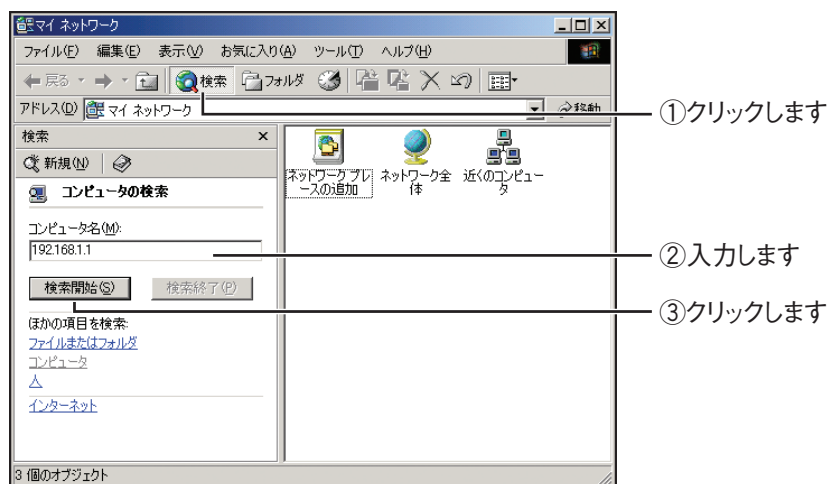 マイ ネットワーク
ファイル(F) 編集(E) 表示(V) お気に入り(A) ツール(T) ヘルプ(H)
戻る 検索 フォルダ
アドレス(D) マイ ネットワーク 移動
①クリックします
検索
新規(N)
コンピュータの検索
コンピュータ名(M):
192.168.1.1
②入力します
検索開始(S) 検索終了(P)
③クリックします
ほかの項目を検索:
ファイルまたはフォルダ
コンピュータ
人
インターネット
ネットワーク プレ
ースの追加
ネットワーク全
体
近くのコンピュー
タ
3 個のオブジェクト